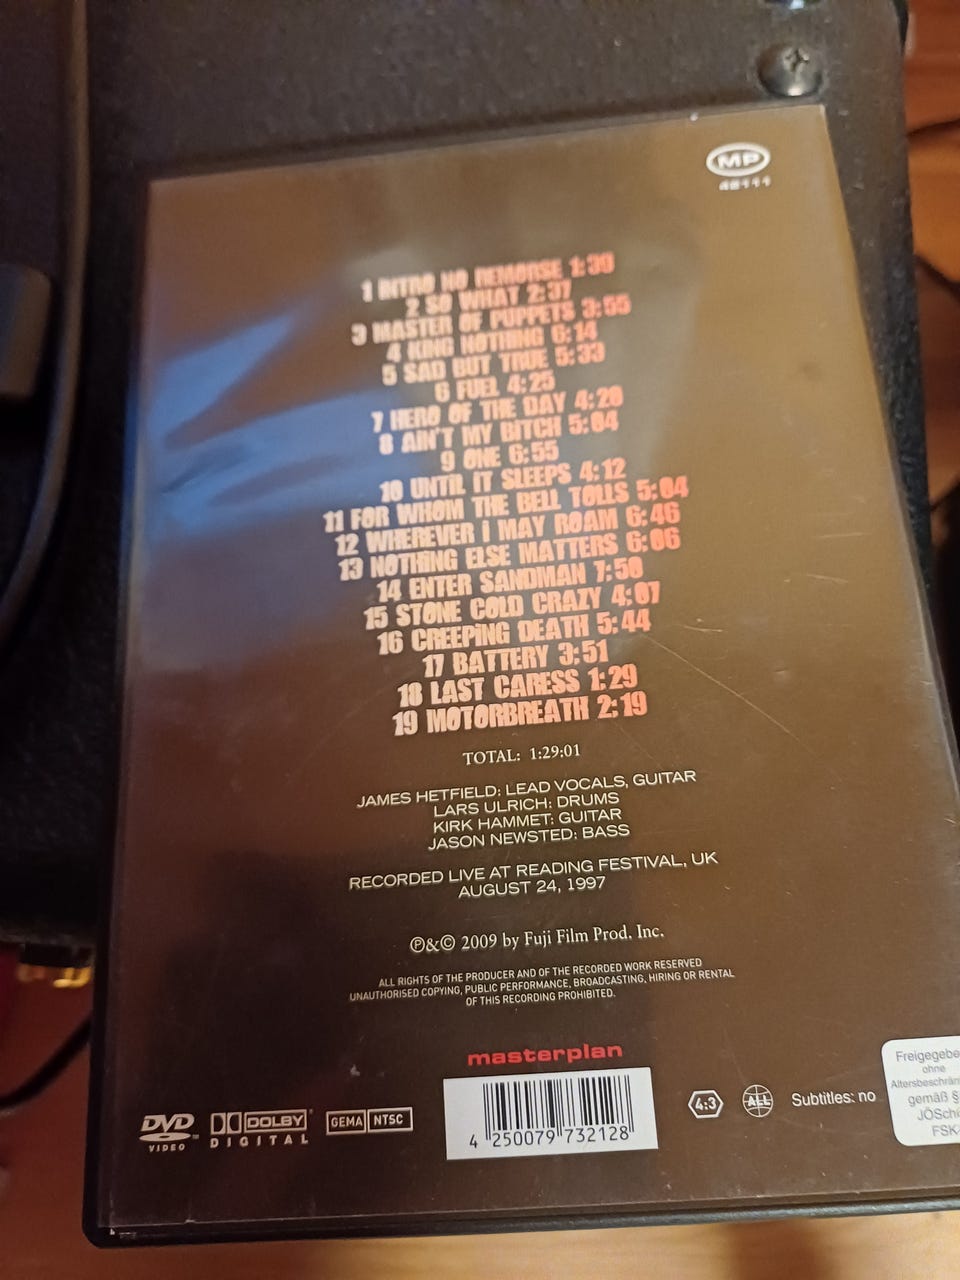 MP
42111
1 INTRO NO REMORSE 1:30
2 SO WHAT 2:37
3 MASTER OF PUPPETS 3:55
4 KING NOTHING 6:14
5 SAD BUT TRUE 5:33
6 FUEL 4:25
7 HERO OF THE DAY 4:20
8 AIN'T MY BITCH 5:04
9 ONE 6:55
10 UNTIL IT SLEEPS 4:12
11 FOR WHOM THE BELL TOLLS 5:04
12 WHEREVER i MAY ROAM 6:46
13 NOTHING ELSE MATTERS 6:06
14 ENTER SANDMAN 7:50
15 STONE COLD CRAZY 4:07
16 CREEPING DEATH 5:44
17 BATTERY 3:51
18 LAST CARESS 1:29
19 MOTORBREATH 2:19
TOTAL: 1:29:01
JAMES HETFIELD: LEAD VOCALS, GUITAR
LARS ULRICH: DRUMS
KIRK HAMMET: GUITAR
JASON NEWSTED: BASS
RECORDED LIVE AT READING FESTIVAL, UK
AUGUST 24, 1997
℗&© 2009 by Fuji Film Prod. Inc.
ALL RIGHTS OF THE PRODUCER AND OF THE RECORDED WORK RESERVED
UNAUTHORISED COPYING, PUBLIC PERFORMANCE, BROADCASTING, HIRING OR RENTAL
OF THIS RECORDING PROHIBITED.
masterplan
DVD VIDEO ™
DOLBY DIGITAL ®
GEMA NTSC
4 250079 732128
4:3
ALL
Subtitles: no
Freigegebe
ohne
Altersbeschrän
gemäß §
JÖSch
FSK